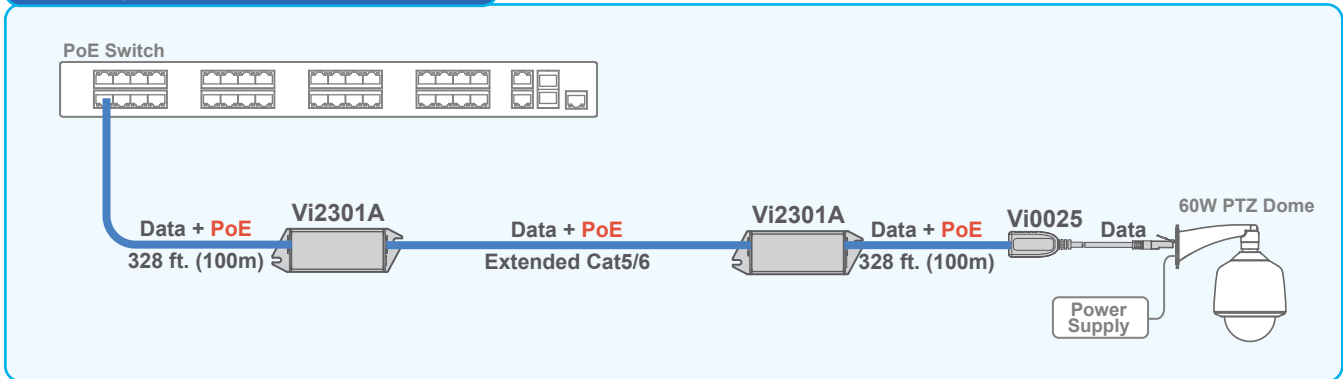 PoE Switch
Vi2301A
Data + PoE
328 ft. (100m)
Data + PoE
Extended Cat5/6
Vi2301A
Data + PoE
328 ft. (100m)
Vi0025
Data
60W PTZ Dome
Power
Supply